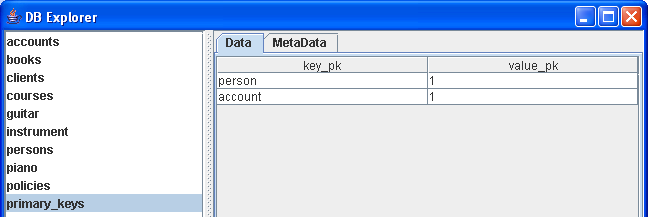 DB Explorer
accounts
books
clients
courses
guitar
instrument
persons
piano
policies
primary_keys
Data MetaData
key_pk value_pk
person 1
account 1